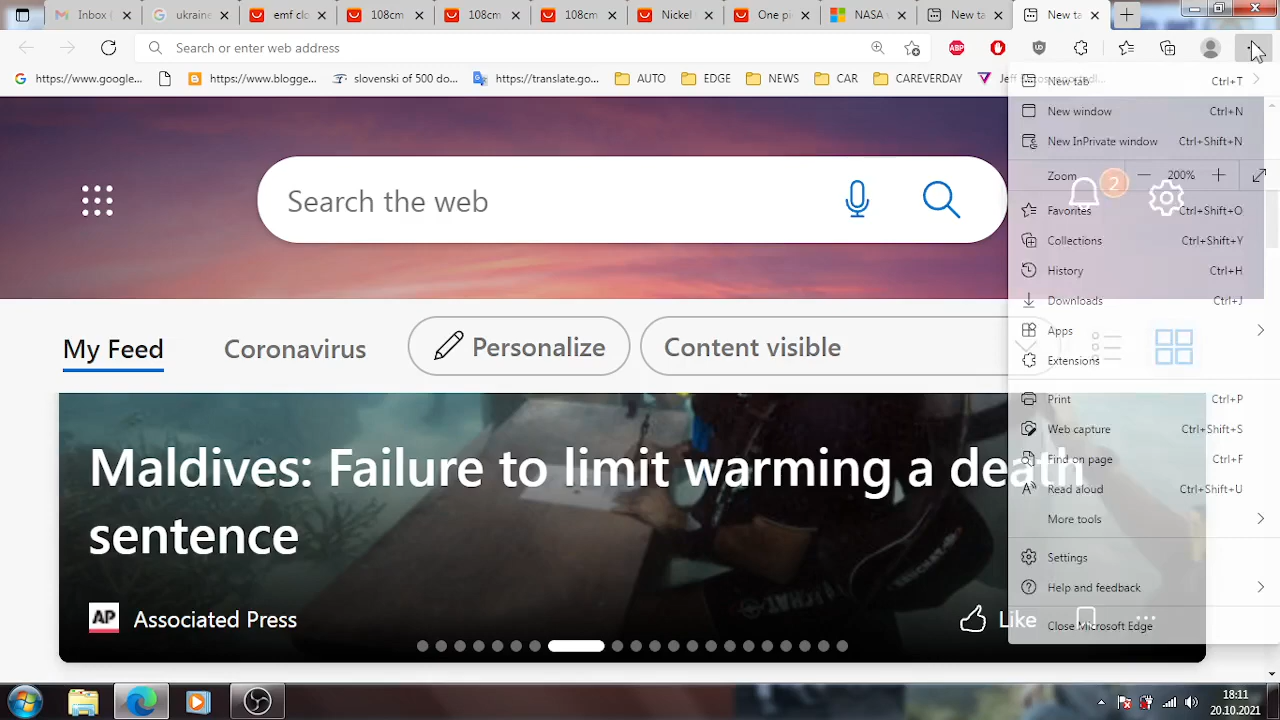 Inbox (
ukraine
emf clo
108cm
108cm
108cm
Nickel
One p
NASA
New ta
New ta
Search or enter web address
ABP
https://www.google...
https://www.blogge...
slovenski of 500 do...
https://translate.go...
AUTO
EDGE
NEWS
CAR
CAREVERDAY
New tab Ctrl+T
New window Ctrl+N
New InPrivate window Ctrl+Shift+N
Zoom 200%
Favorites Ctrl+Shift+O
Collections Ctrl+Shift+Y
History Ctrl+H
Downloads Ctrl+J
Apps
Extensions
Print Ctrl+P
Web capture Ctrl+Shift+S
Find on page Ctrl+F
Read aloud Ctrl+Shift+U
More tools
Settings
Help and feedback
Close Microsoft Edge
Search the web
2
My Feed
Coronavirus
Personalize
Content visible
Maldives: Failure to limit warming a death
sentence
AP
Associated Press
Like
18:11
20.10.2021